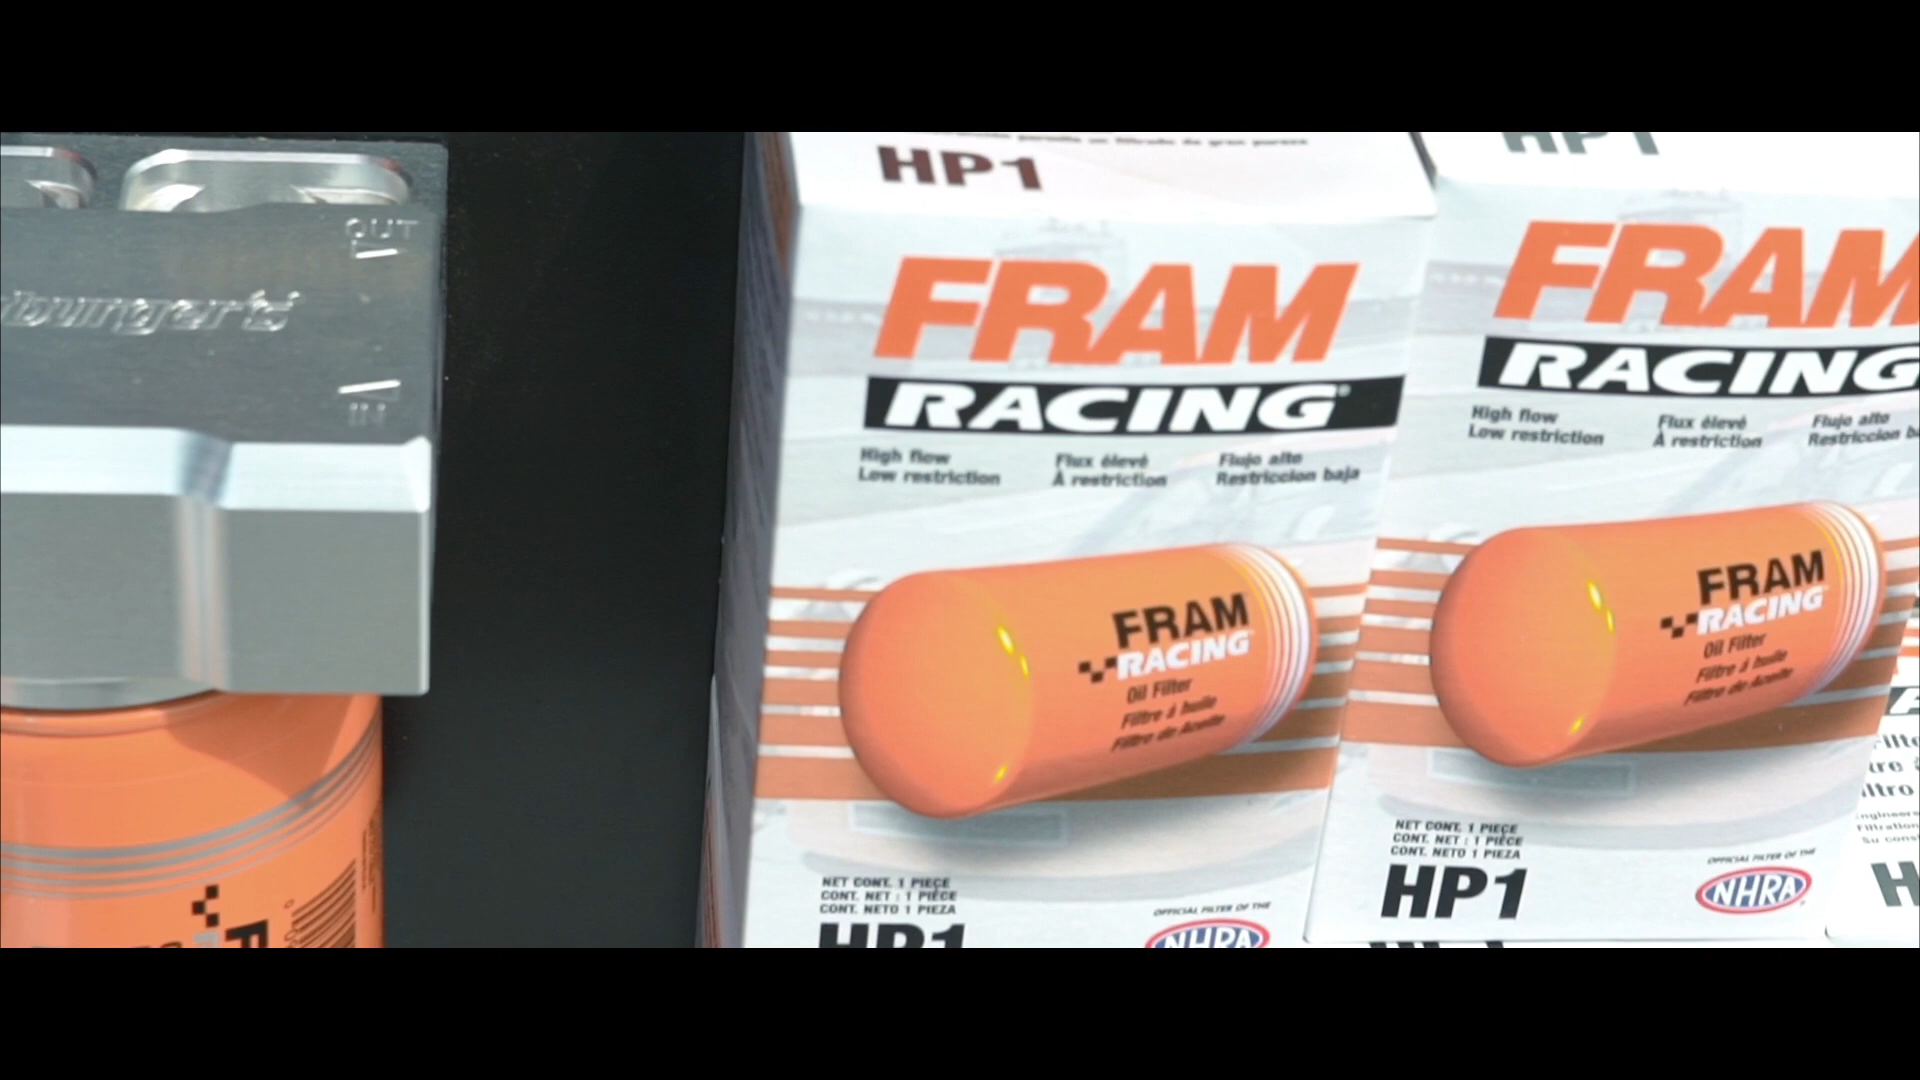 OUT
burger's
IN
HP1
FRAM
RACING
High flow
Low restriction
Flux élevé
À restriction
Flujo alto
Restriccion baja
FRAM
RACING
Oil Filter
Filtre à huile
Filtro de Aceite
NET CONT. 1 PIECE
CONT. NET : 1 PIÈCE
CONT. NETO 1 PIEZA
HP1
OFFICIAL FILTER OF THE
NHRA
HP1
FRAM
RACING
High flow
Low restriction
Flux élevé
À restriction
Flujo alto
Restriccion
FRAM
RACING
Oil Filter
Filtre à huile
Filtro de Aceite
NET CONT. 1 PIECE
CONT. NET : 1 PIÈCE
CONT. NETO 1 PIEZA
HP1
OFFICIAL FILTER OF THE
NHRA